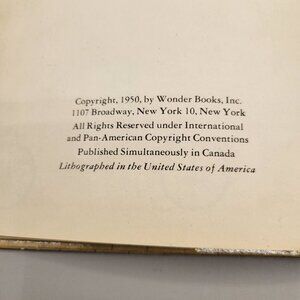 Copyright, 1950, by Wonder Books, Inc.
1107 Broadway, New York 10, New York
All Rights Reserved under International
and Pan-American Copyright Conventions
Published Simultaneously in Canada
Lithographed in the United States of America